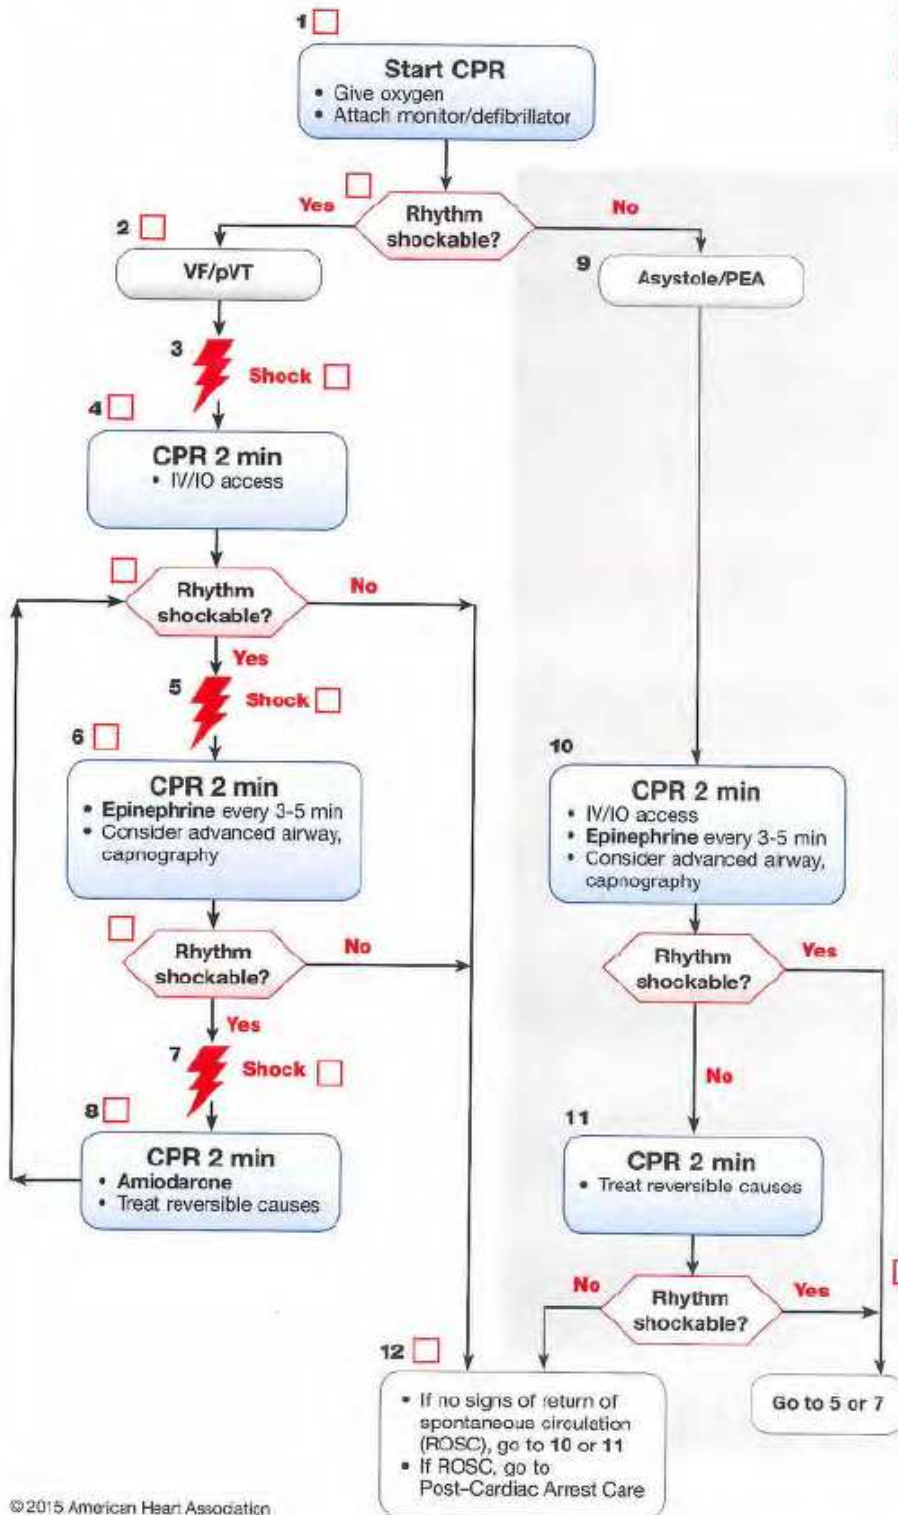 1
Start CPR
• Give oxygen
• Attach monitor/defibrillator
Rhythm
shockable?
Yes
No
2
VF/pVT
9
Asystole/PEA
3
Shock
4
CPR 2 min
• IV/IO access
Rhythm
shockable?
No
Yes
5
Shock
6
CPR 2 min
• Epinephrine every 3-5 min
• Consider advanced airway,
capnography
Rhythm
shockable?
No
Yes
7
Shock
8
CPR 2 min
• Amiodarone
• Treat reversible causes
10
CPR 2 min
• IV/IO access
• Epinephrine every 3-5 min
• Consider advanced airway,
capnography
Rhythm
shockable?
Yes
No
11
CPR 2 min
• Treat reversible causes
No
Rhythm
shockable?
Yes
12
• If no signs of return of
spontaneous circulation
(ROSC), go to 10 or 11
• If ROSC, go to
Post–Cardiac Arrest Care
Go to 5 or 7
© 2015 American Heart Association